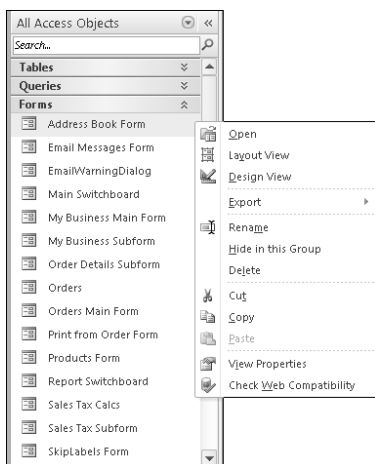 All Access Objects
Search...
Tables
Queries
Forms
Address Book Form
Email Messages Form
EmailWarningDialog
Main Switchboard
My Business Main Form
My Business Subform
Order Details Subform
Orders
Orders Main Form
Print from Order Form
Products Form
Report Switchboard
Sales Tax Calcs
Sales Tax Subform
SkipLabels Form
Open
Layout View
Design View
Export
Rename
Hide in this Group
Delete
Cut
Copy
Paste
View Properties
Check Web Compatibility